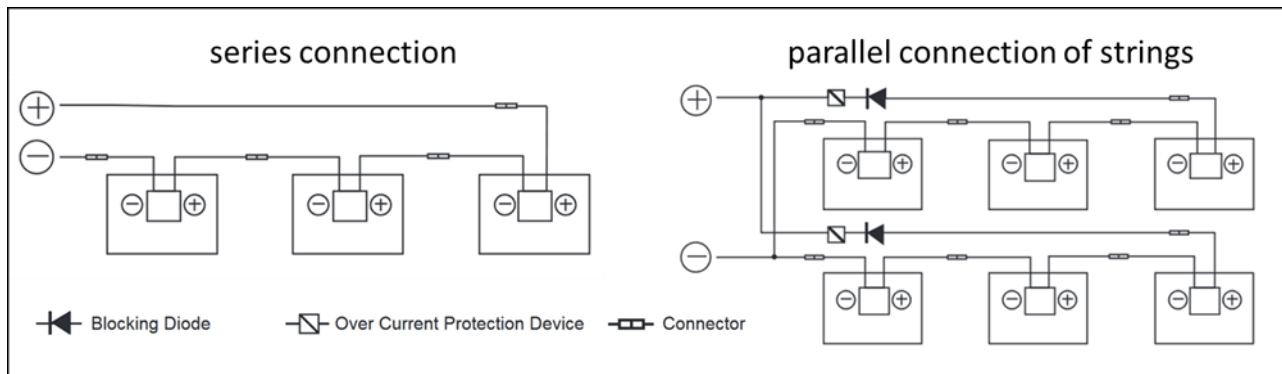 series connection
parallel connection of strings
+
−
− + − + − +
+
− + − + − +
−
− + − + − +
Blocking Diode
Over Current Protection Device
Connector